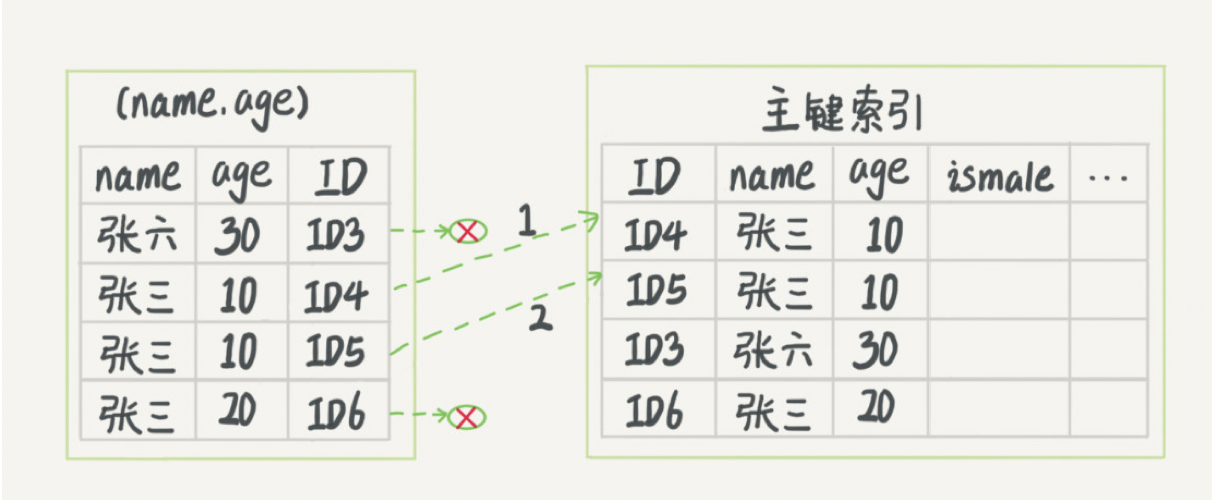 (name.age)
name age ID
张六 30 ID3
张三 10 ID4
张三 10 ID5
张三 20 ID6
1
2
主键索引
ID name age ismale ...
ID4 张三 10
ID5 张三 10
ID3 张六 30
ID6 张三 20